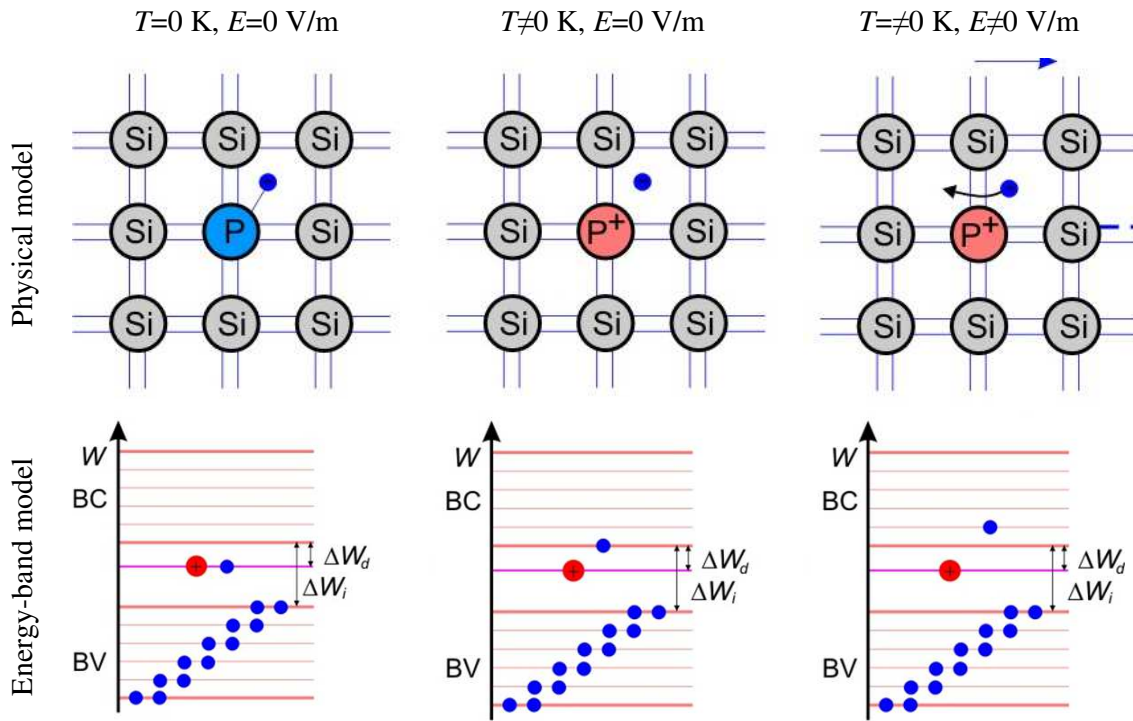 T=0 K, E=0 V/m
T≠0 K, E=0 V/m
T=≠0 K, E≠0 V/m
Physical model
Si Si Si
Si P Si
Si Si Si
Si Si Si
Si P+ Si
Si Si Si
Si Si Si
Si P+ Si
Si Si Si
Energy-band model
W
BC
ΔWd
ΔWi
BV
+
W
BC
ΔWd
ΔWi
BV
+
W
BC
ΔWd
ΔWi
BV
+